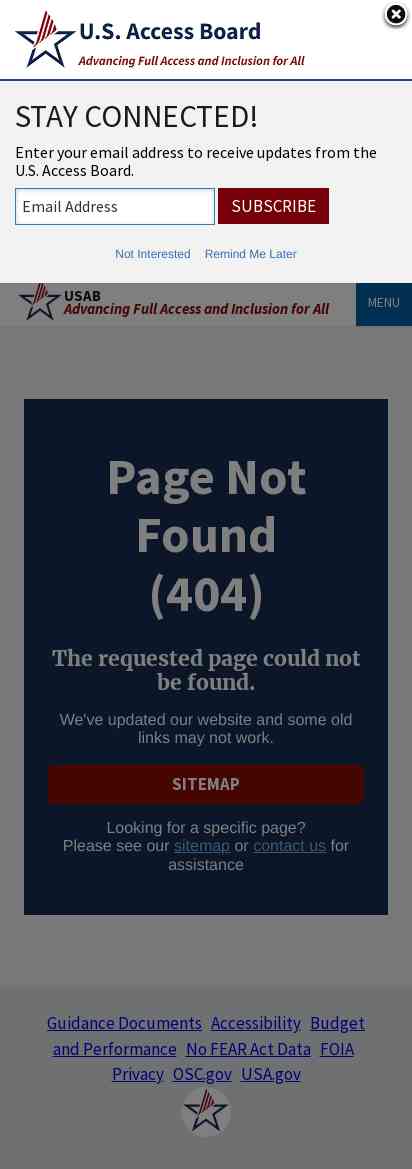 U.S. Access Board
Advancing Full Access and Inclusion for All
STAY CONNECTED!
Enter your email address to receive updates from the
U.S. Access Board.
Email Address
SUBSCRIBE
Not Interested Remind Me Later
USAB
Advancing Full Access and Inclusion for All
MENU
Page Not
Found
(404)
The requested page could not
be found.
We've updated our website and some old
links may not work.
SITEMAP
Looking for a specific page?
Please see our sitemap or contact us for
assistance
Guidance Documents Accessibility Budget
and Performance No FEAR Act Data FOIA
Privacy OSC.gov USA.gov